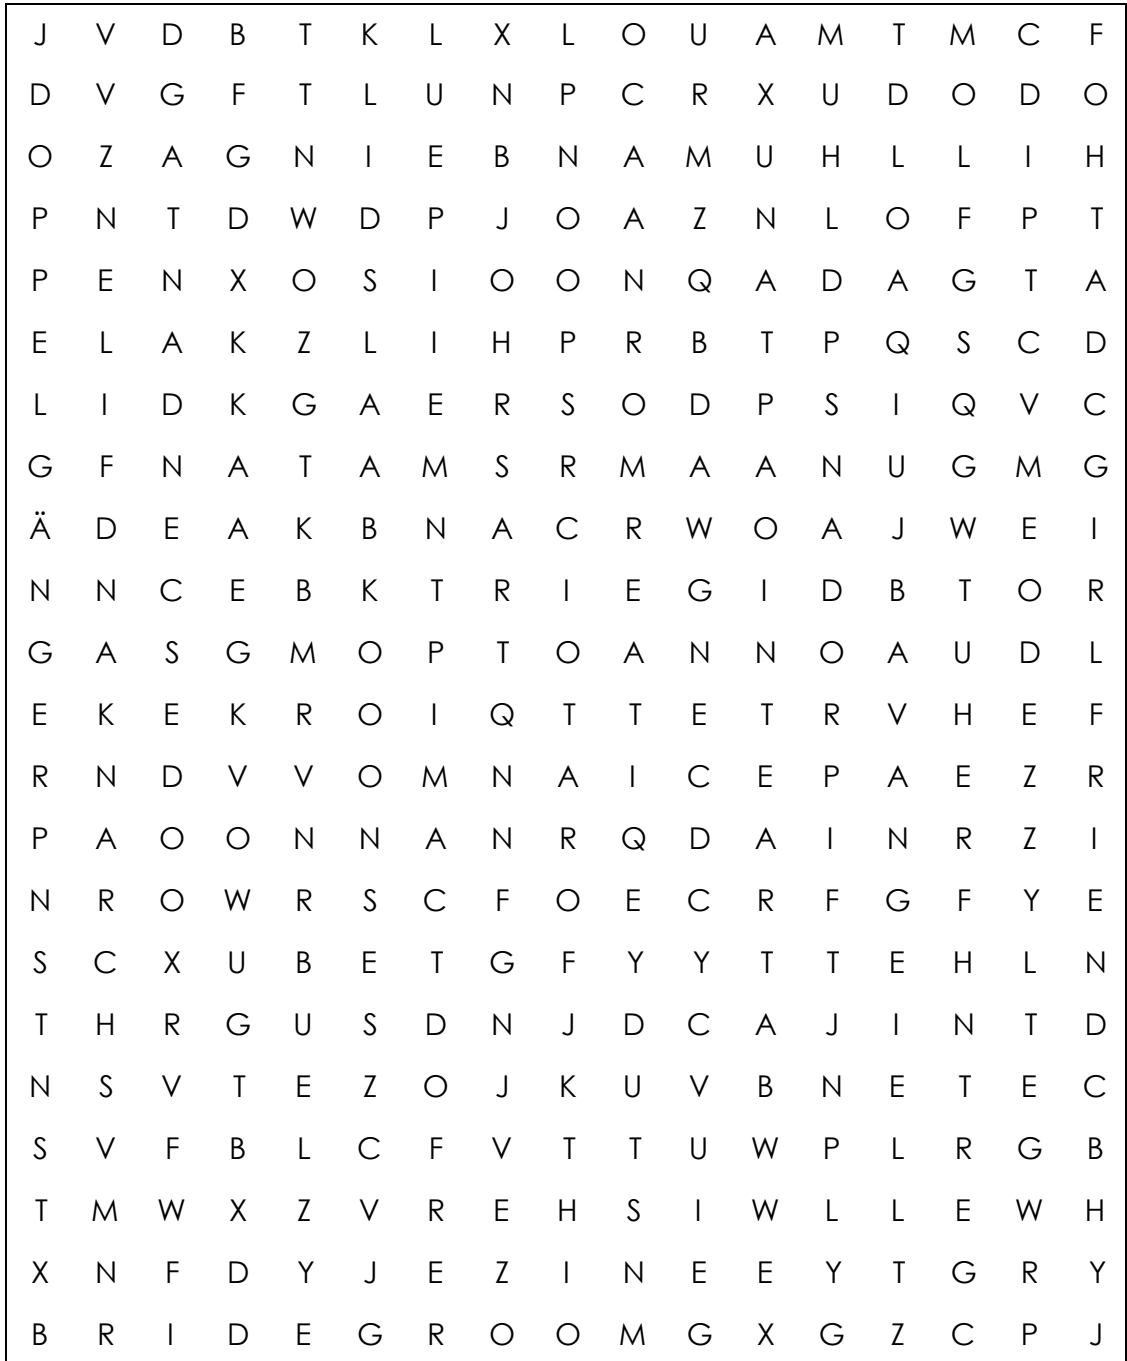 J V D B T K L X L O U A M T M C F
D V G F T L U N P C R X U D O D O
O Z A G N I E B N A M U H L L I H
P N T D W D P J O A Z N L O F P T
P E N X O S I O O N Q A D A G T A
E L A K Z L I H P R B T P Q S C D
L I D K G A E R S O D P S I Q V C
G F N A T A M S R M A A N U G M G
Ä D E A K B N A C R W O A J W E I
N N C E B K T R I E G I D B T O R
G A S G M O P T O A N N O A U D L
E K E K R O I Q T T E T R V H E F
R N D V V O M N A I C E P A E Z R
P A O O N N A N R Q D A I N R Z I
N R O W R S C F O E C R F G F Y E
S C X U B E T G F Y Y T T E H L N
T H R G U S D N J D C A J I N T D
N S V T E Z O J K U V B N E T E C
S V F B L C F V T T U W P L R G B
T M W X Z V R E H S I W L L E W H
X N F D Y J E Z I N E E Y T G R Y
B R I D E G R O O M G X G Z C P J